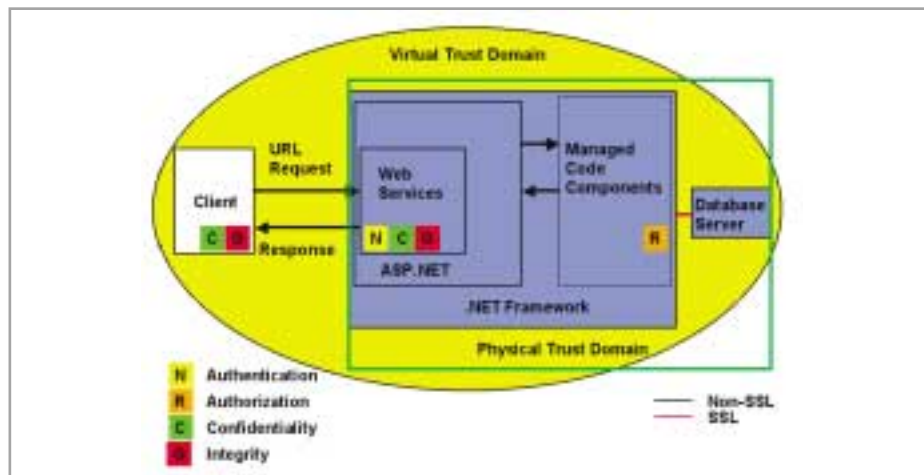 Virtual Trust Domain
URL
Request
Client
C
Response
Web
Services
N C
ASP.NET
Managed
Code
Components
R
Database
Server
.NET Framework
Physical Trust Domain
N Authentication
R Authorization
C Confidentiality
Integrity
Non-SSL
SSL